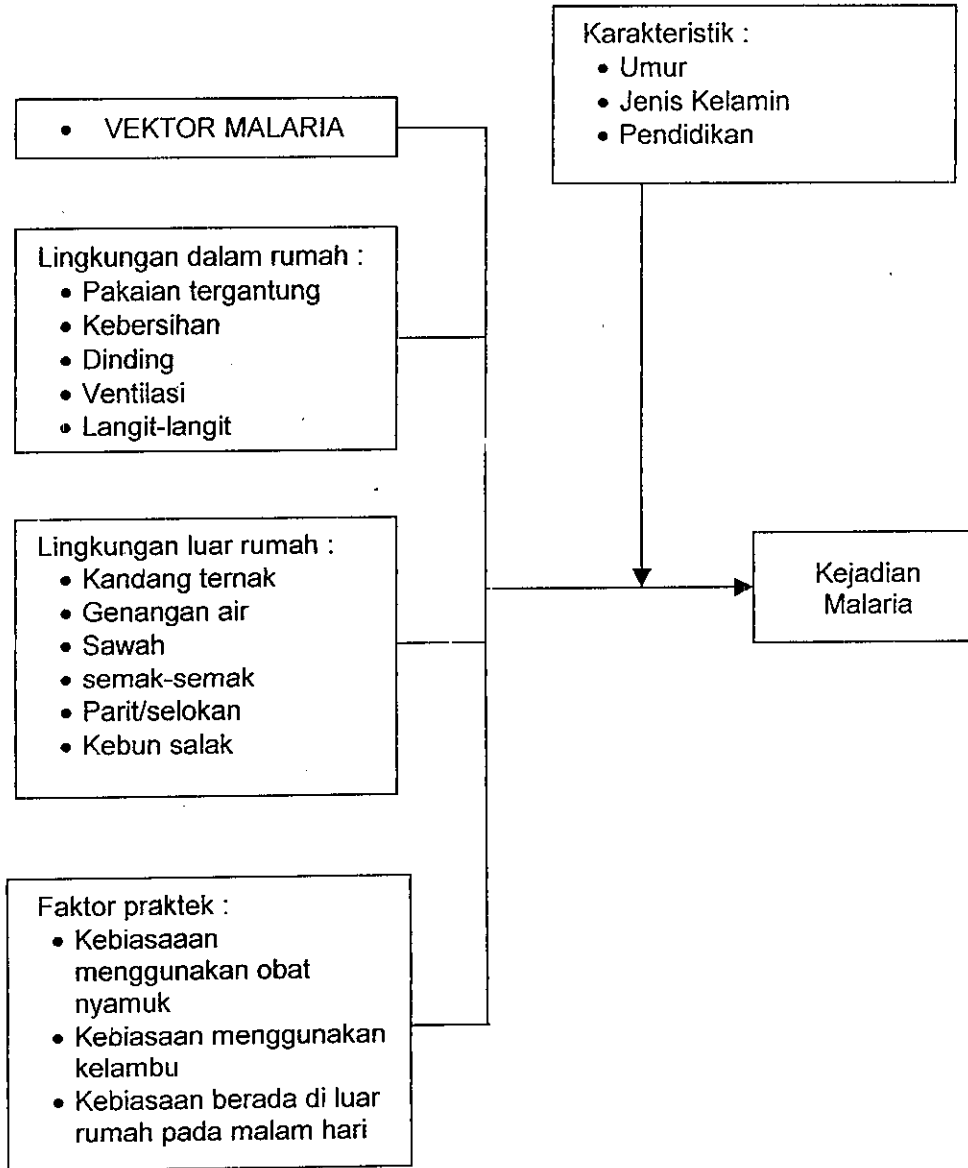 Karakteristik :
• Umur
• Jenis Kelamin
• Pendidikan
• VEKTOR MALARIA
Lingkungan dalam rumah :
• Pakaian tergantung
• Kebersihan
• Dinding
• Ventilasi
• Langit-langit
Lingkungan luar rumah :
• Kandang ternak
• Genangan air
• Sawah
• semak-semak
• Parit/selokan
• Kebun salak
Kejadian
Malaria
Faktor praktek :
• Kebiasaaan
menggunakan obat
nyamuk
• Kebiasaan menggunakan
kelambu
• Kebiasaan berada di luar
rumah pada malam hari